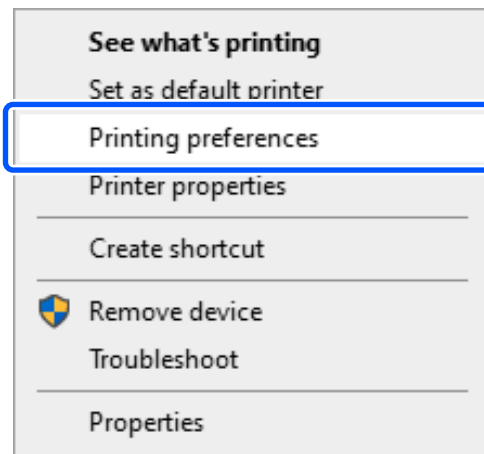 See what's printing
Set as default printer
Printing preferences
Printer properties
Create shortcut
Remove device
Troubleshoot
Properties